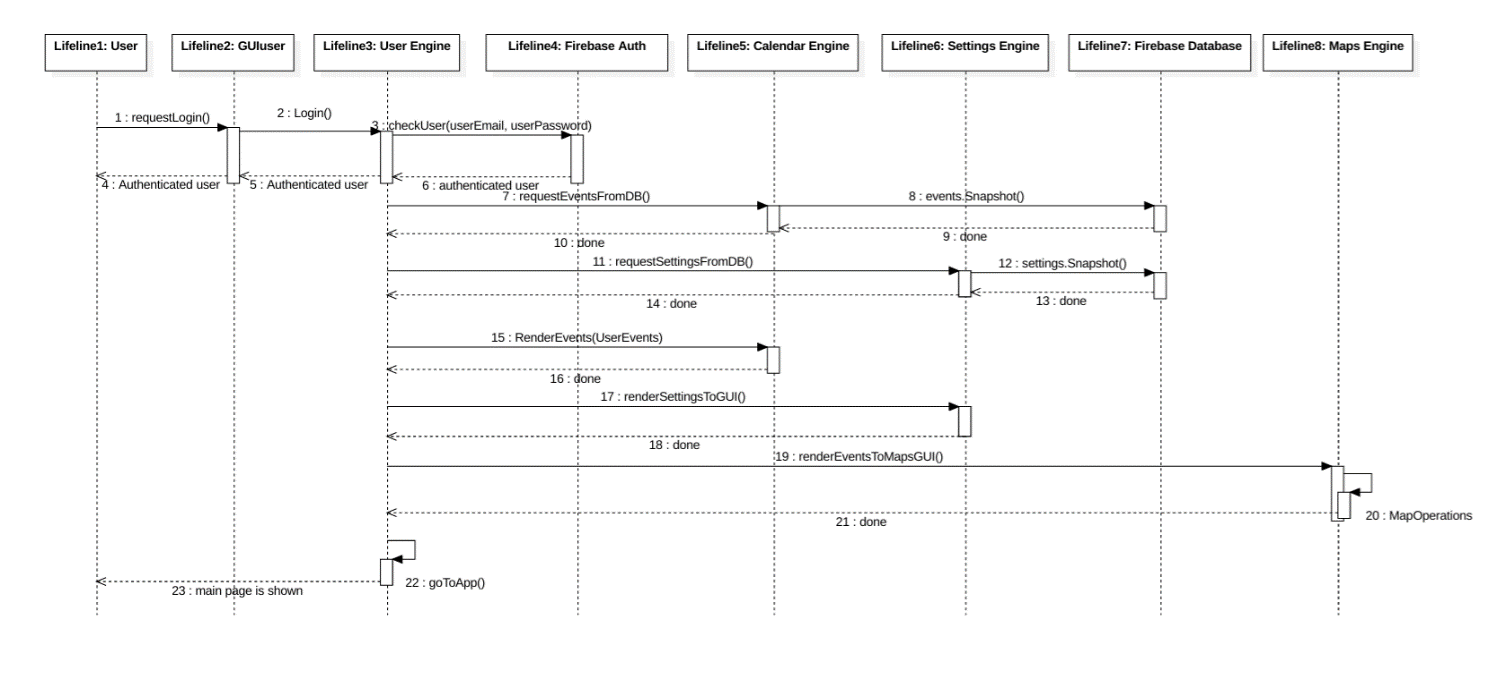 Lifeline1: User
Lifeline2: GUIuser
Lifeline3: User Engine
Lifeline4: Firebase Auth
Lifeline5: Calendar Engine
Lifeline6: Settings Engine
Lifeline7: Firebase Database
Lifeline8: Maps Engine
1 : requestLogin()
2 : Login()
3 : checkUser(userEmail, userPassword)
4 : Authenticated user
5 : Authenticated user
6 : authenticated user
7 : requestEventsFromDB()
8 : events.Snapshot()
9 : done
10 : done
11 : requestSettingsFromDB()
12 : settings.Snapshot()
13 : done
14 : done
15 : RenderEvents(UserEvents)
16 : done
17 : renderSettingsToGUI()
18 : done
19 : renderEventsToMapsGUI()
20 : MapOperations
21 : done
22 : goToApp()
23 : main page is shown